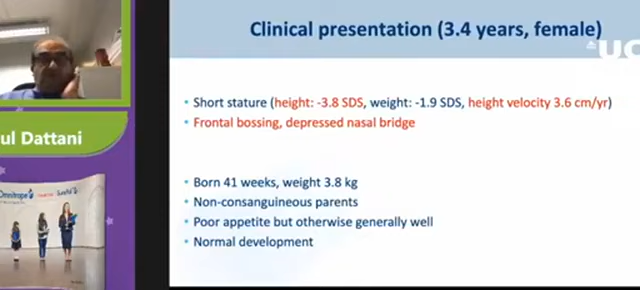 Clinical presentation (3.4 years, female)
UC
• Short stature (height: -3.8 SDS, weight: -1.9 SDS, height velocity 3.6 cm/yr)
• Frontal bossing, depressed nasal bridge
• Born 41 weeks, weight 3.8 kg
• Non-consanguineous parents
• Poor appetite but otherwise generally well
• Normal development
ul Dattani
Omnitrope